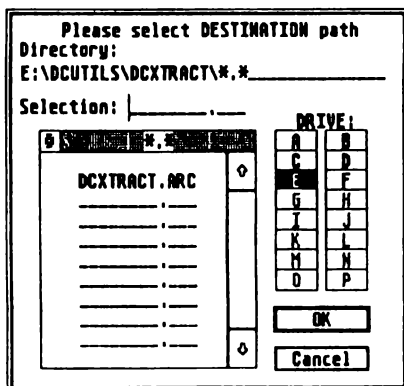 Please select DESTINATION path
Directory:
E:\DCUTILS\DCXTRACT\*.*
Selection: .
DRIVE:
*.*
A B
C D
E F
G H
I J
K L
M N
O P
DCXTRACT.ARC
OK
Cancel